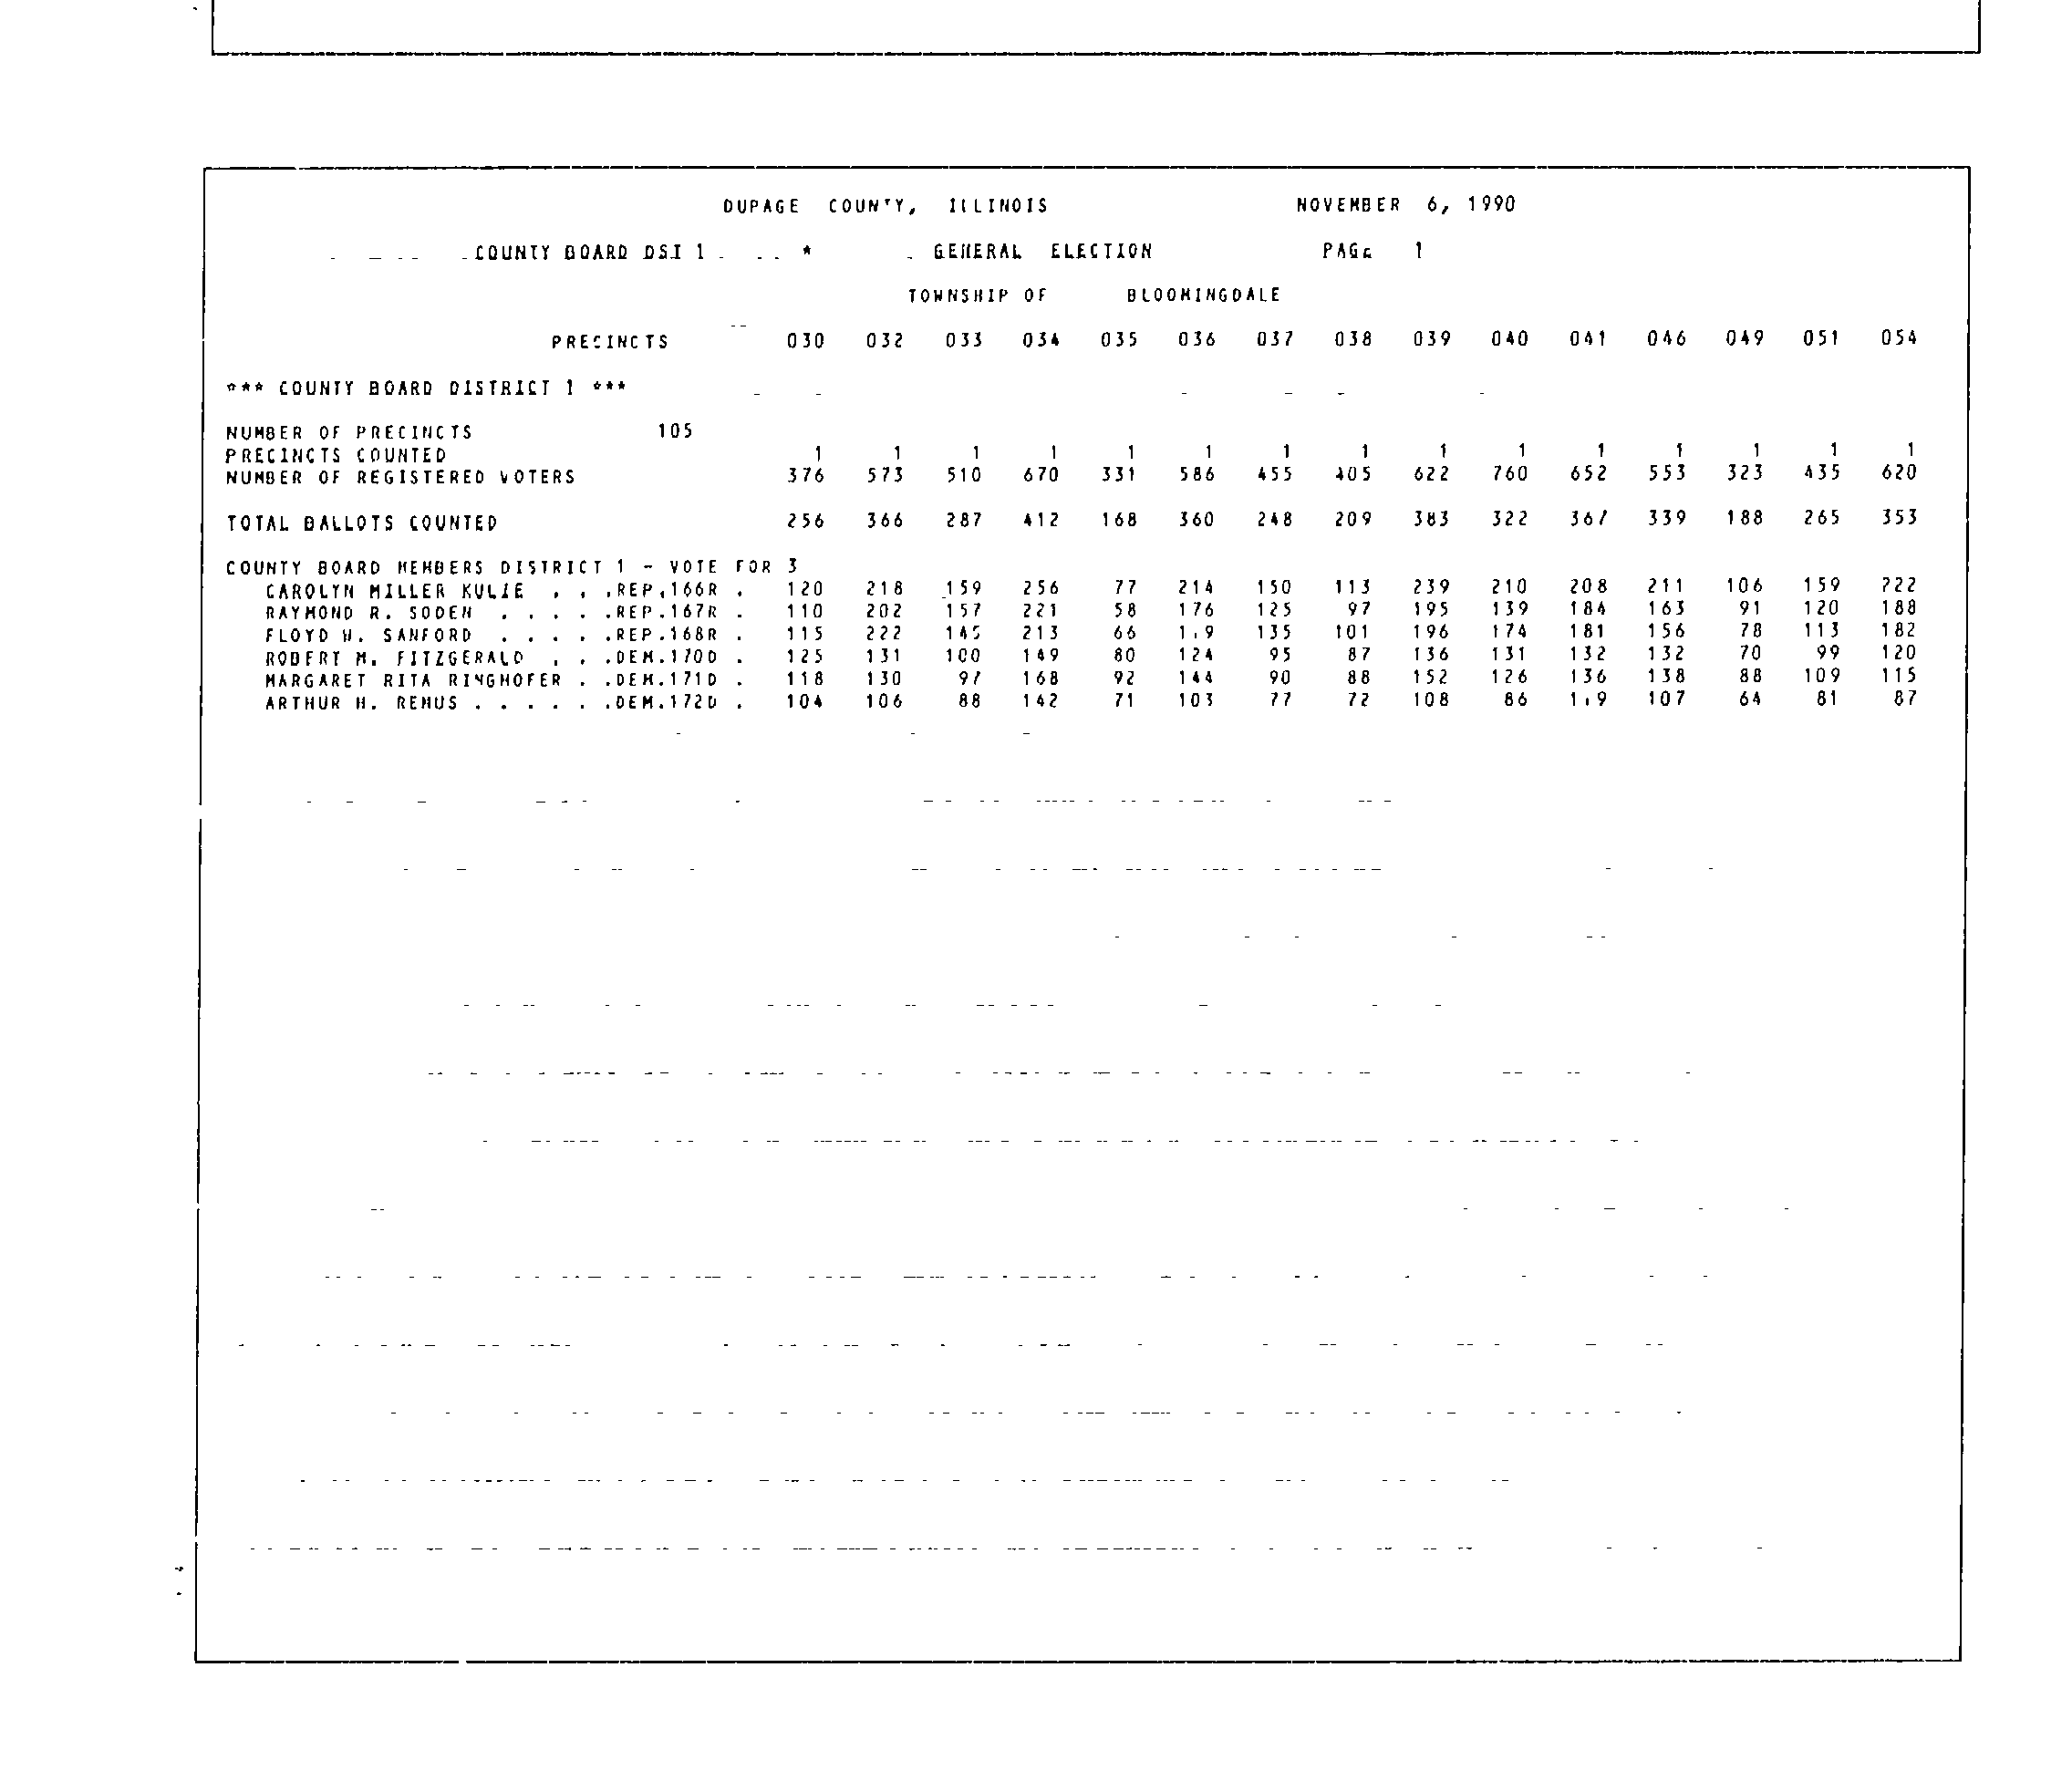 DUPAGE COUNTY, ILLINOIS NOVEMBER 6, 1990
COUNTY BOARD DSI 1 * GENERAL ELECTION PAGE 1
TOWNSHIP OF BLOOMINGDALE
PRECINCTS 030 032 033 034 035 036 037 038 039 040 041 046 049 051 054
*** COUNTY BOARD DISTRICT 1 ***
NUMBER OF PRECINCTS 105
PRECINCTS COUNTED 1 1 1 1 1 1 1 1 1 1 1 1 1 1 1
NUMBER OF REGISTERED VOTERS 376 573 510 670 331 586 455 405 622 760 652 553 323 435 620
TOTAL BALLOTS COUNTED 256 366 287 412 168 360 248 209 383 322 367 339 188 265 353
COUNTY BOARD MEMBERS DISTRICT 1 - VOTE FOR 3
CAROLYN MILLER KULIE . . .REP.166R . 120 218 159 256 77 214 150 113 239 210 208 211 106 159 222
RAYMOND R. SODEN . . . . .REP.167R . 110 202 157 221 58 176 125 97 195 139 184 163 91 120 188
FLOYD W. SANFORD . . . . .REP.168R . 115 222 145 213 66 135 101 196 174 181 156 78 113 182
ROBERT M. FITZGERALD . . .DEM.170D . 125 131 100 149 80 124 95 87 136 131 132 132 70 99 120
MARGARET RITA RINGHOFER . .DEM.171D . 118 130 97 168 92 144 90 88 152 126 136 138 88 109 115
ARTHUR H. REMUS . . . . . .DEM.172D . 104 106 88 142 71 103 77 72 108 86 107 64 81 87